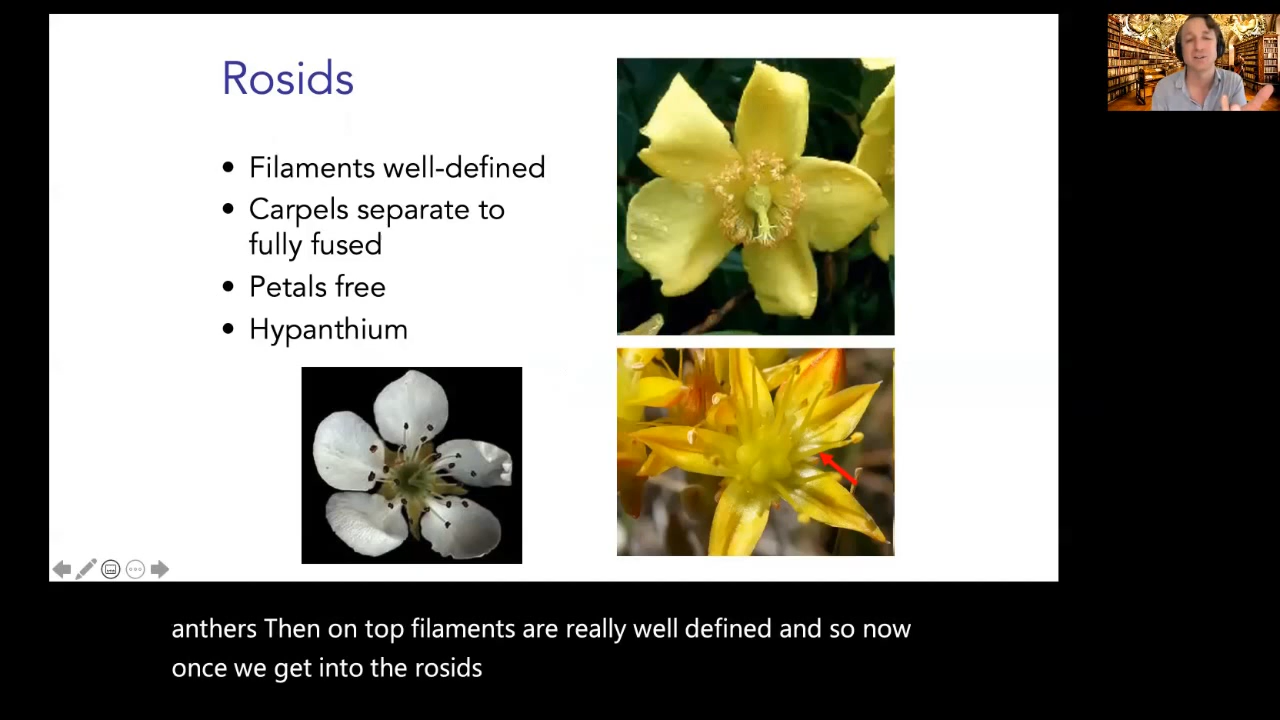 Rosids
• Filaments well-defined
• Carpels separate to
fully fused
• Petals free
• Hypanthium
anthers Then on top filaments are really well defined and so now
once we get into the rosids